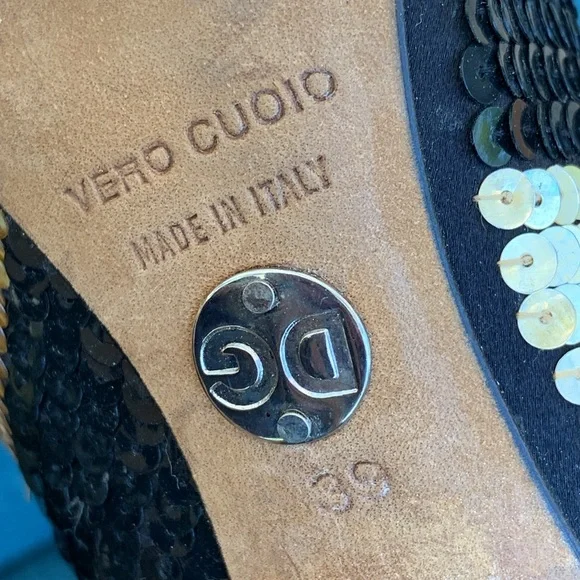 VERO CUOIO
MADE IN ITALY
DG
39